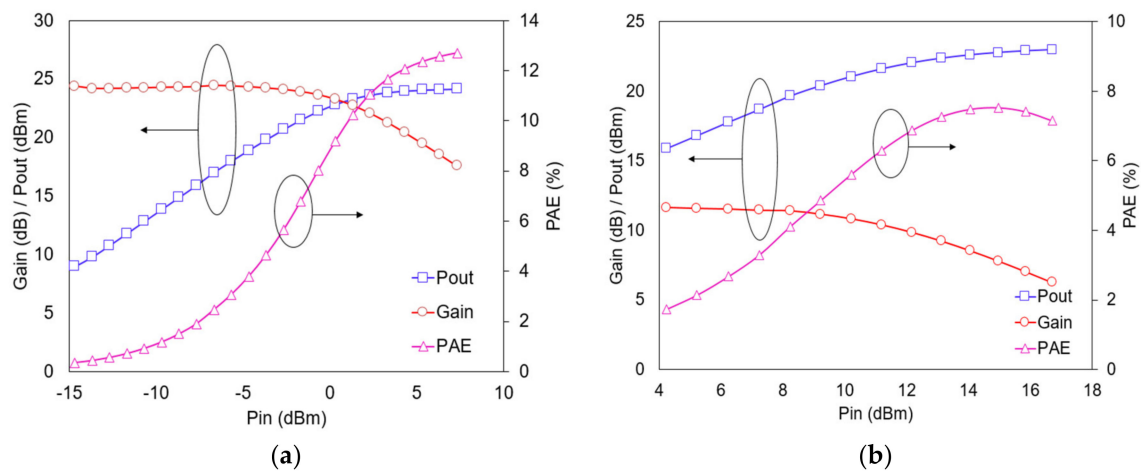 30
25
20
15
10
5
0
Gain (dB) / Pout (dBm)
14
12
10
8
6
4
2
0
PAE (%)
-15 -10 -5 0 5 10
Pin (dBm)
Pout
Gain
PAE
(a)
25
20
15
10
5
0
Gain (dB) / Pout (dBm)
10
8
6
4
2
0
PAE (%)
4 6 8 10 12 14 16 18
Pin (dBm)
Pout
Gain
PAE
(b)